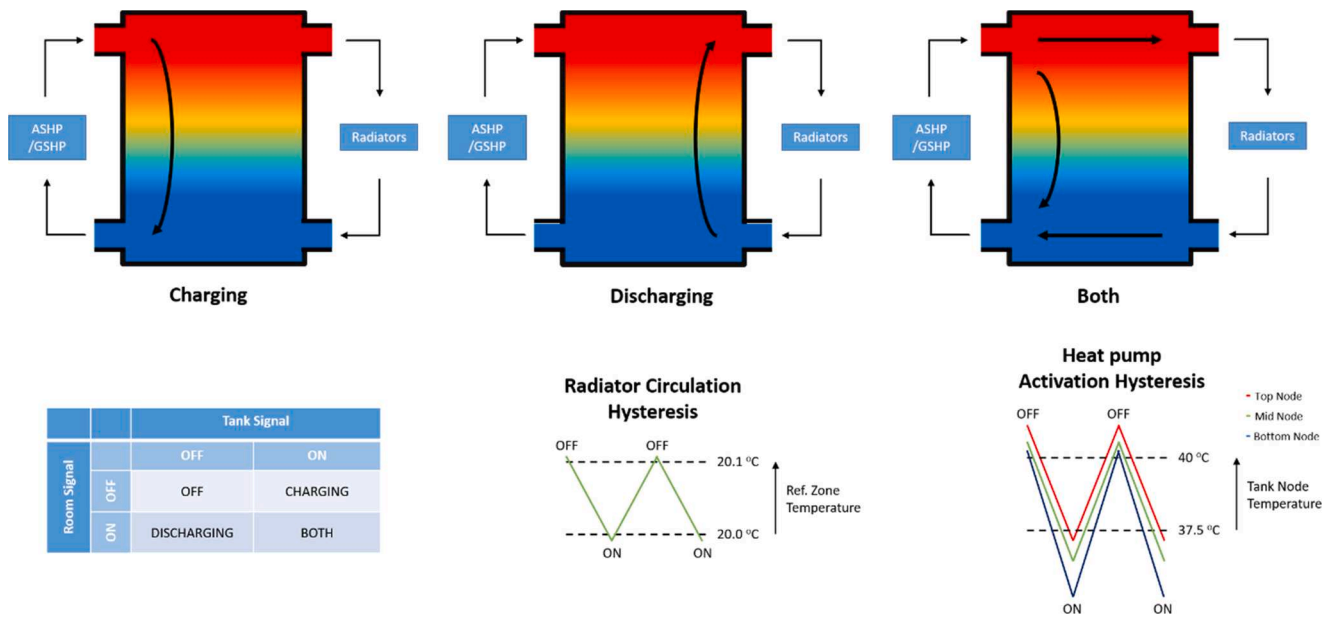 ASHP
/GSHP
Radiators
ASHP
/GSHP
Radiators
ASHP
/GSHP
Radiators
Charging
Discharging
Both
Tank Signal
OFF
ON
Room Signal
OFF
OFF
CHARGING
ON
DISCHARGING
BOTH
Radiator Circulation
Hysteresis
OFF
OFF
20.1 °C
20.0 °C
ON
ON
Ref. Zone
Temperature
Heat pump
Activation Hysteresis
OFF
OFF
Top Node
Mid Node
Bottom Node
40 °C
37.5 °C
Tank Node
Temperature
ON
ON